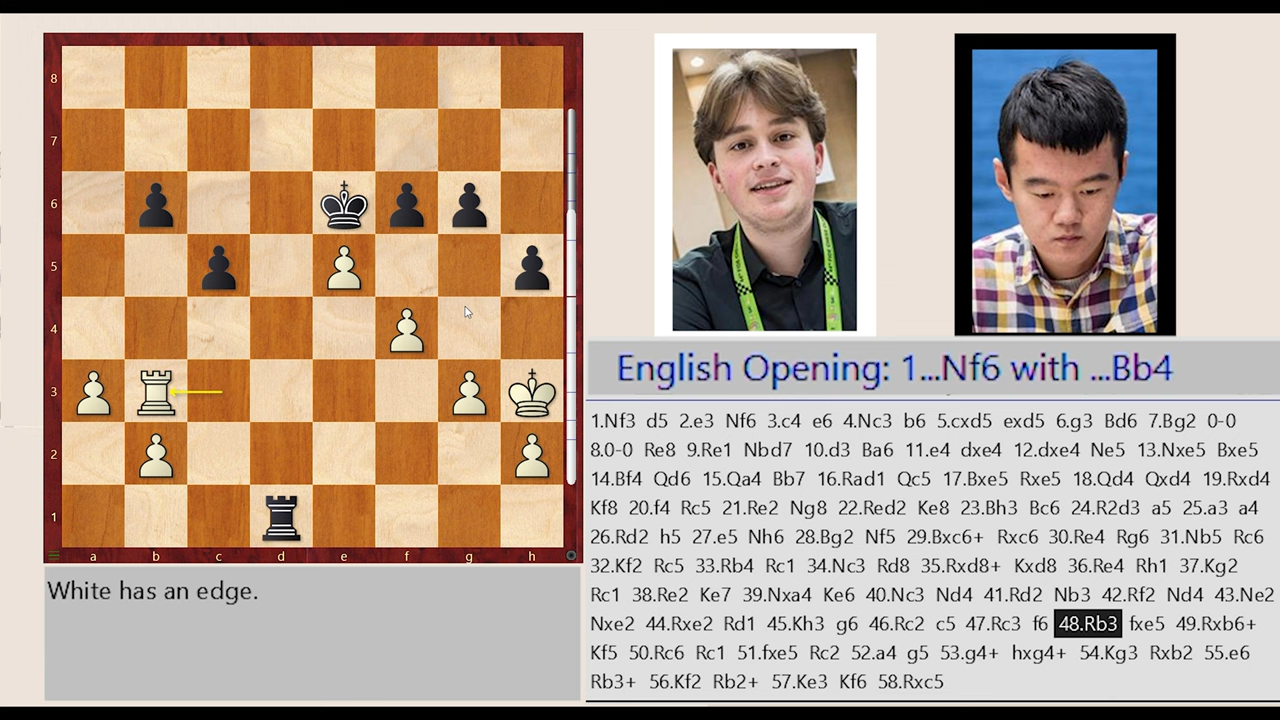 8
7
6
5
4
3
2
1
a b c d e f g h
White has an edge.
English Opening: 1...Nf6 with ...Bb4
1.Nf3 d5 2.e3 Nf6 3.c4 e6 4.Nc3 b6 5.cxd5 exd5 6.g3 Bd6 7.Bg2 0-0
8.0-0 Re8 9.Re1 Nbd7 10.d3 Ba6 11.e4 dxe4 12.dxe4 Ne5 13.Nxe5 Bxe5
14.Bf4 Qd6 15.Qa4 Bb7 16.Rad1 Qc5 17.Bxe5 Rxe5 18.Qd4 Qxd4 19.Rxd4
Kf8 20.f4 Rc5 21.Re2 Ng8 22.Red2 Ke8 23.Bh3 Bc6 24.R2d3 a5 25.a3 a4
26.Rd2 h5 27.e5 Nh6 28.Bg2 Nf5 29.Bxc6+ Rxc6 30.Re4 Rg6 31.Nb5 Rc6
32.Kf2 Rc5 33.Rb4 Rc1 34.Nc3 Rd8 35.Rxd8+ Kxd8 36.Re4 Rh1 37.Kg2
Rc1 38.Re2 Ke7 39.Nxa4 Ke6 40.Nc3 Nd4 41.Rd2 Nb3 42.Rf2 Nd4 43.Ne2
Nxe2 44.Rxe2 Rd1 45.Kh3 g6 46.Rc2 c5 47.Rc3 f6 48.Rb3 fxe5 49.Rxb6+
Kf5 50.Rc6 Rc1 51.fxe5 Rc2 52.a4 g5 53.g4+ hxg4+ 54.Kg3 Rxb2 55.e6
Rb3+ 56.Kf2 Rb2+ 57.Ke3 Kf6 58.Rxc5